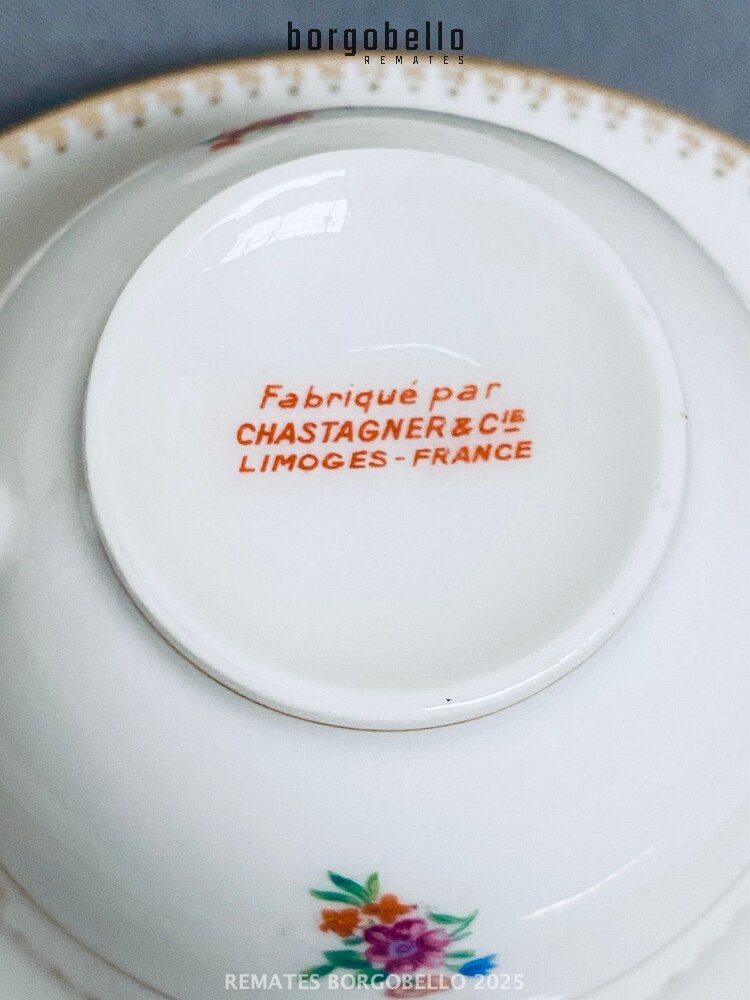 borgobello
REMATES
Fabriqué par
CHASTAGNER & CIE
LIMOGES - FRANCE
REMATES BORGOBELLO 2025